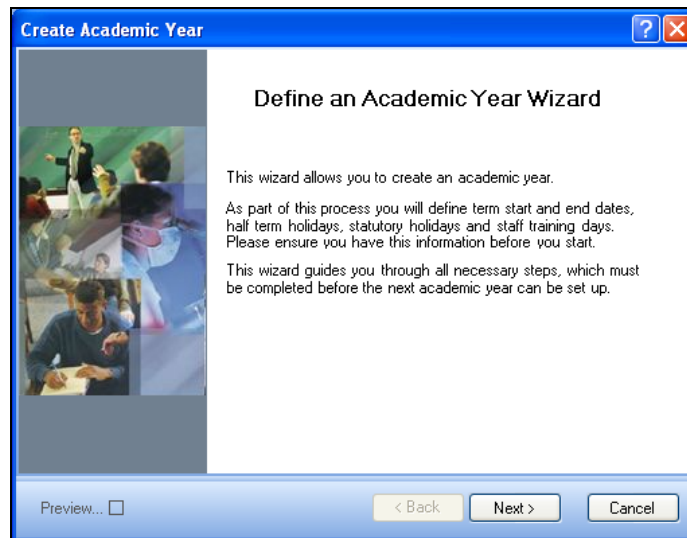 Create Academic Year
Define an Academic Year Wizard
This wizard allows you to create an academic year.
As part of this process you will define term start and end dates,
half term holidays, statutory holidays and staff training days.
Please ensure you have this information before you start.
This wizard guides you through all necessary steps, which must
be completed before the next academic year can be set up.
Preview... < Back Next > Cancel